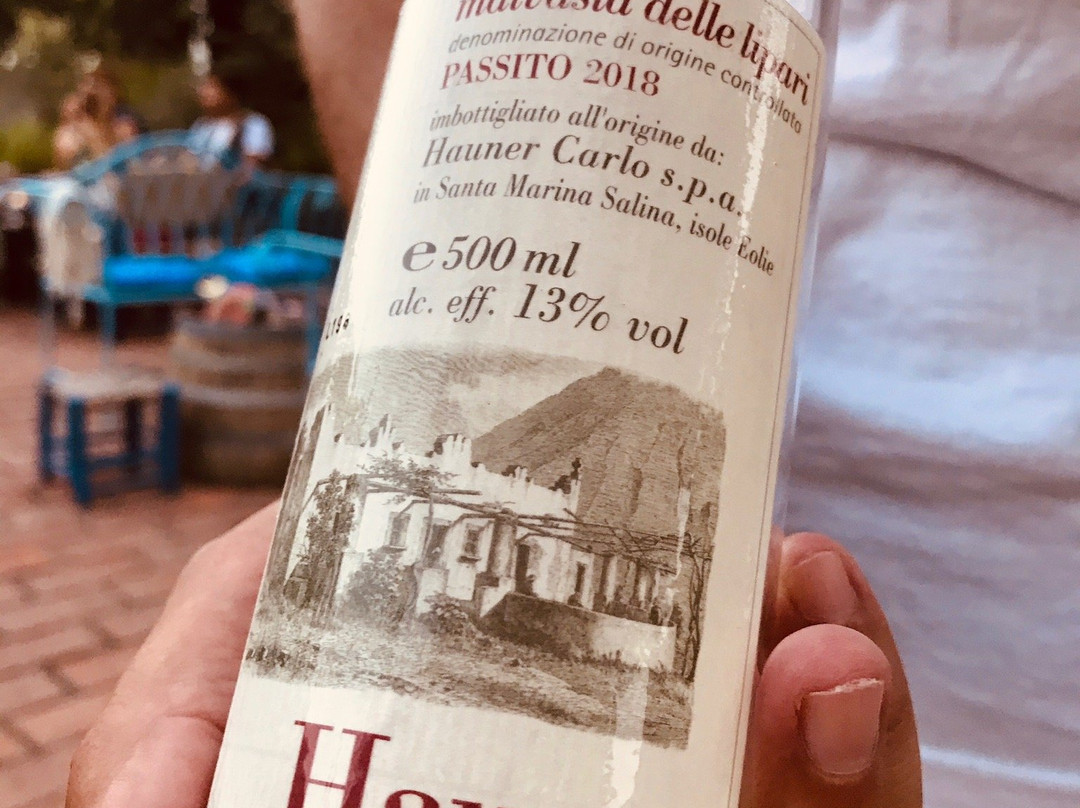 malvasia delle lipari
denominazione di origine controllata
PASSITO 2018
imbottigliato all'origine da:
Hauner Carlo s.p.a.
in Santa Marina Salina, isole Eolie
e 500 ml
alc. eff. 13% vol